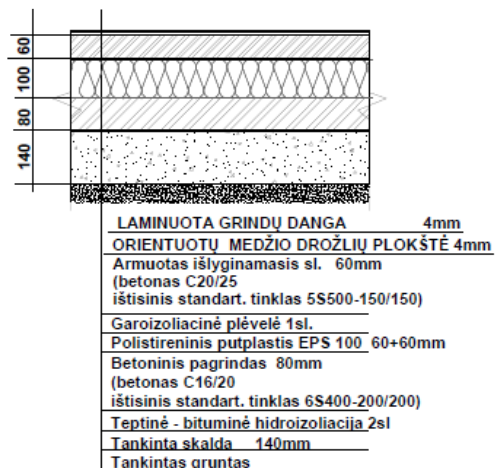 60
100
80
140
LAMINUOTA GRINDŲ DANGA 4mm
ORIENTUOTŲ MEDŽIO DROŽLIŲ PLOKŠTĖ 4mm
Armuotas išlyginamasis sl. 60mm
(betonas C20/25
ištisinis standart. tinklas 5S500-150/150)
Garoizoliacinė plėvelė 1sl.
Polistireninis putplastis EPS 100 60+60mm
Betoninis pagrindas 80mm
(betonas C16/20
ištisinis standart. tinklas 6S400-200/200)
Teptinė - bituminė hidroizoliacija 2sl
Tankinta skalda 140mm
Tankintas gruntas